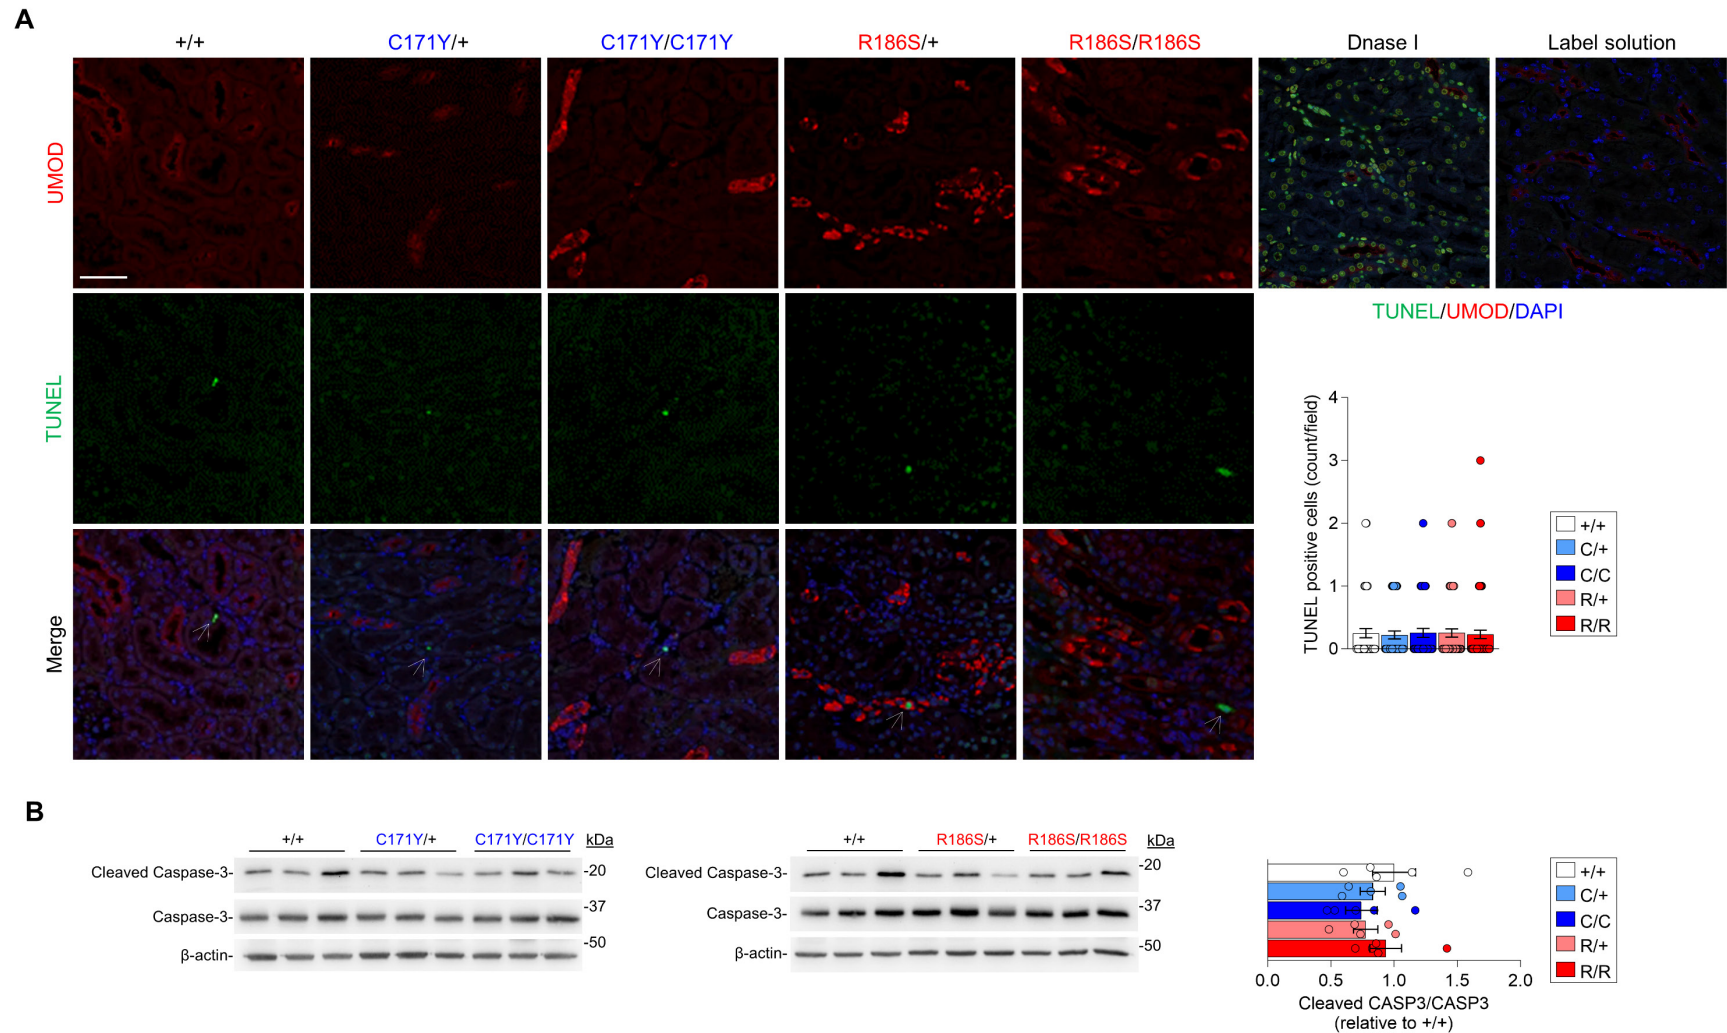 A
+/+ C171Y/+ C171Y/C171Y R186S/+ R186S/R186S Dnase I Label solution
UMOD
TUNEL
Merge
TUNEL/UMOD/DAPI
TUNEL positive cells (count/field)
4
3
2
1
0
+/+
C/+
C/C
R/+
R/R
B
+/+ C171Y/+ C171Y/C171Y kDa
Cleaved Caspase-3- -20
Caspase-3- -37
β-actin- -50
+/+ R186S/+ R186S/R186S kDa
Cleaved Caspase-3- -20
Caspase-3- -37
β-actin- -50
+/+
C/+
C/C
R/+
R/R
0.0 0.5 1.0 1.5 2.0
Cleaved CASP3/CASP3
(relative to +/+)